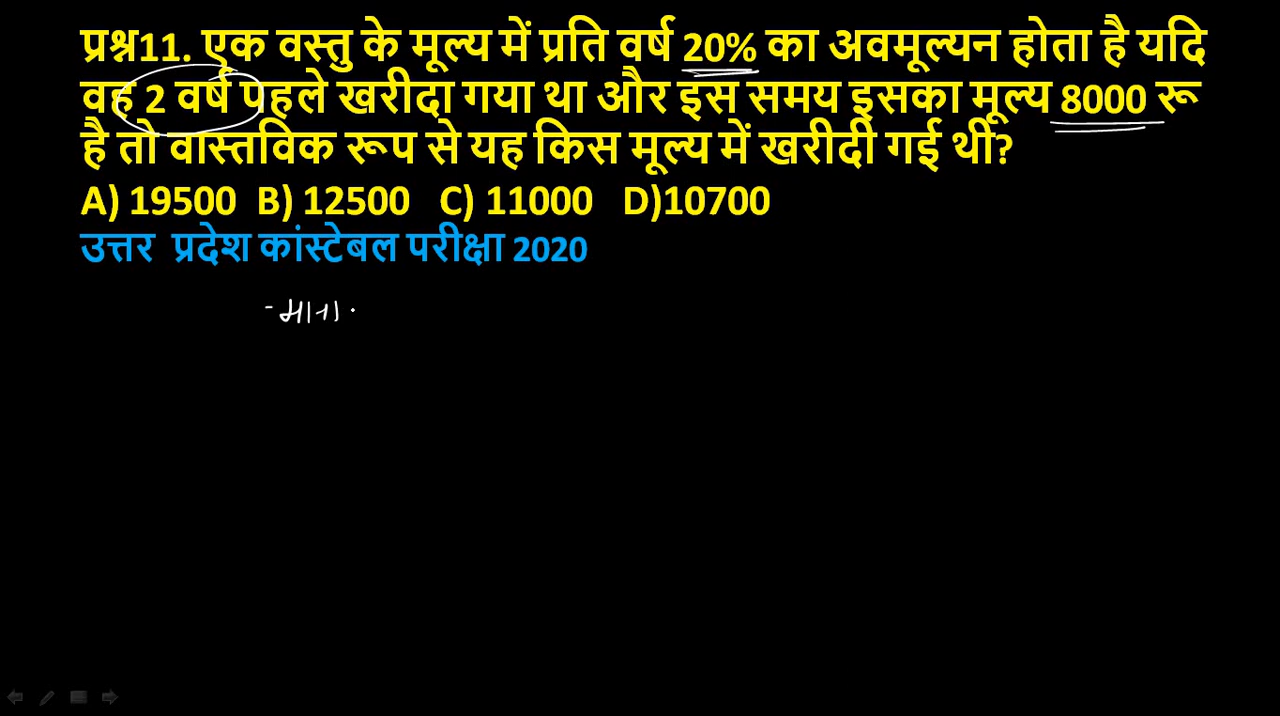 प्रश्न11. एक वस्तु के मूल्य में प्रति वर्ष 20% का अवमूल्यन होता है यदि
वह 2 वर्ष पहले खरीदा गया था और इस समय इसका मूल्य 8000 रू
है तो वास्तविक रूप से यह किस मूल्य में खरीदी गई थी?
A) 19500 B) 12500 C) 11000 D)10700
उत्तर प्रदेश कांस्टेबल परीक्षा 2020
माना